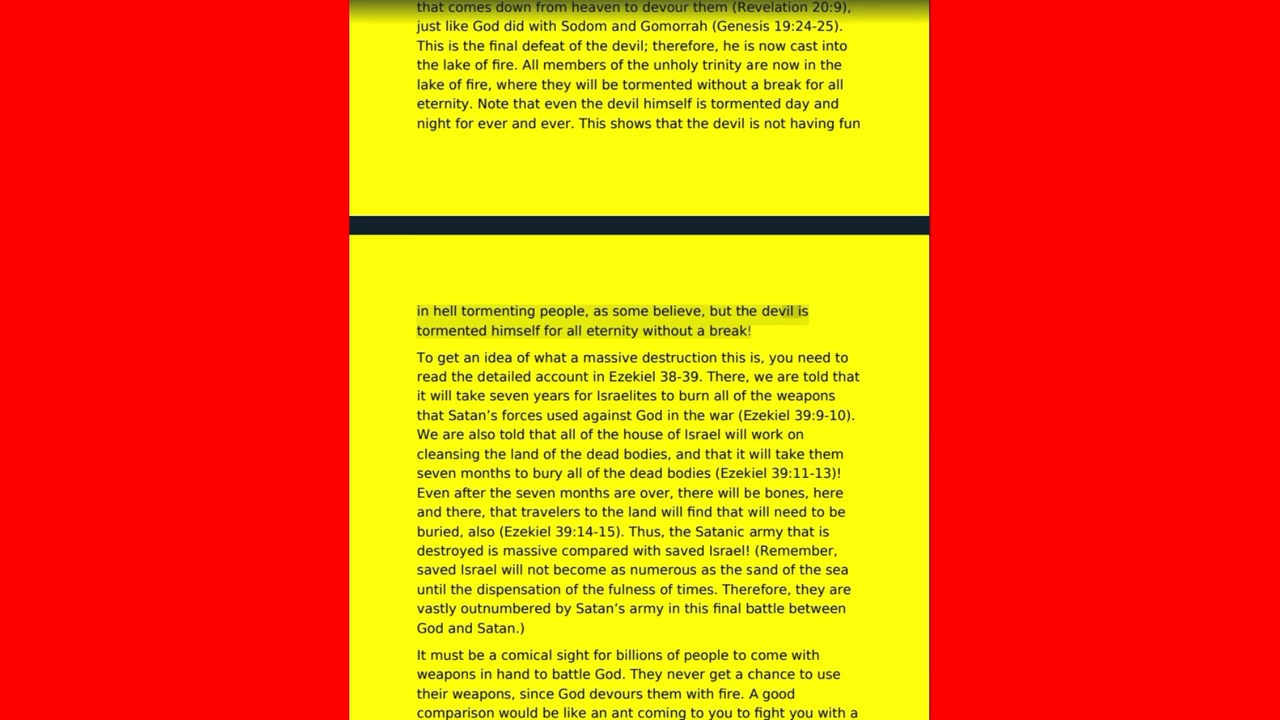 that comes down from heaven to devour them (Revelation 20:9),
just like God did with Sodom and Gomorrah (Genesis 19:24-25).
This is the final defeat of the devil; therefore, he is now cast into
the lake of fire. All members of the unholy trinity are now in the
lake of fire, where they will be tormented without a break for all
eternity. Note that even the devil himself is tormented day and
night for ever and ever. This shows that the devil is not having fun
in hell tormenting people, as some believe, but the devil is
tormented himself for all eternity without a break!
To get an idea of what a massive destruction this is, you need to
read the detailed account in Ezekiel 38-39. There, we are told that
it will take seven years for Israelites to burn all of the weapons
that Satan’s forces used against God in the war (Ezekiel 39:9-10).
We are also told that all of the house of Israel will work on
cleansing the land of the dead bodies, and that it will take them
seven months to bury all of the dead bodies (Ezekiel 39:11-13)!
Even after the seven months are over, there will be bones, here
and there, that travelers to the land will find that will need to be
buried, also (Ezekiel 39:14-15). Thus, the Satanic army that is
destroyed is massive compared with saved Israel! (Remember,
saved Israel will not become as numerous as the sand of the sea
until the dispensation of the fulness of times. Therefore, they are
vastly outnumbered by Satan’s army in this final battle between
God and Satan.)
It must be a comical sight for billions of people to come with
weapons in hand to battle God. They never get a chance to use
their weapons, since God devours them with fire. A good
comparison would be like an ant coming to you to fight you with a